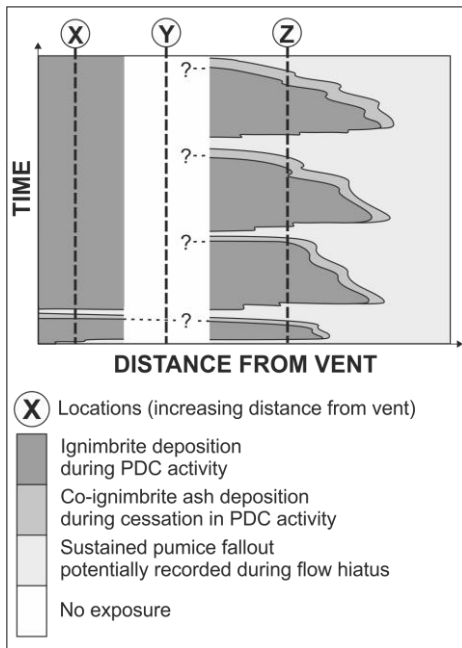 X Y Z
?
?
?
?
TIME
DISTANCE FROM VENT
X Locations (increasing distance from vent)
Ignimbrite deposition
during PDC activity
Co-ignimbrite ash deposition
during cessation in PDC activity
Sustained pumice fallout
potentially recorded during flow hiatus
No exposure